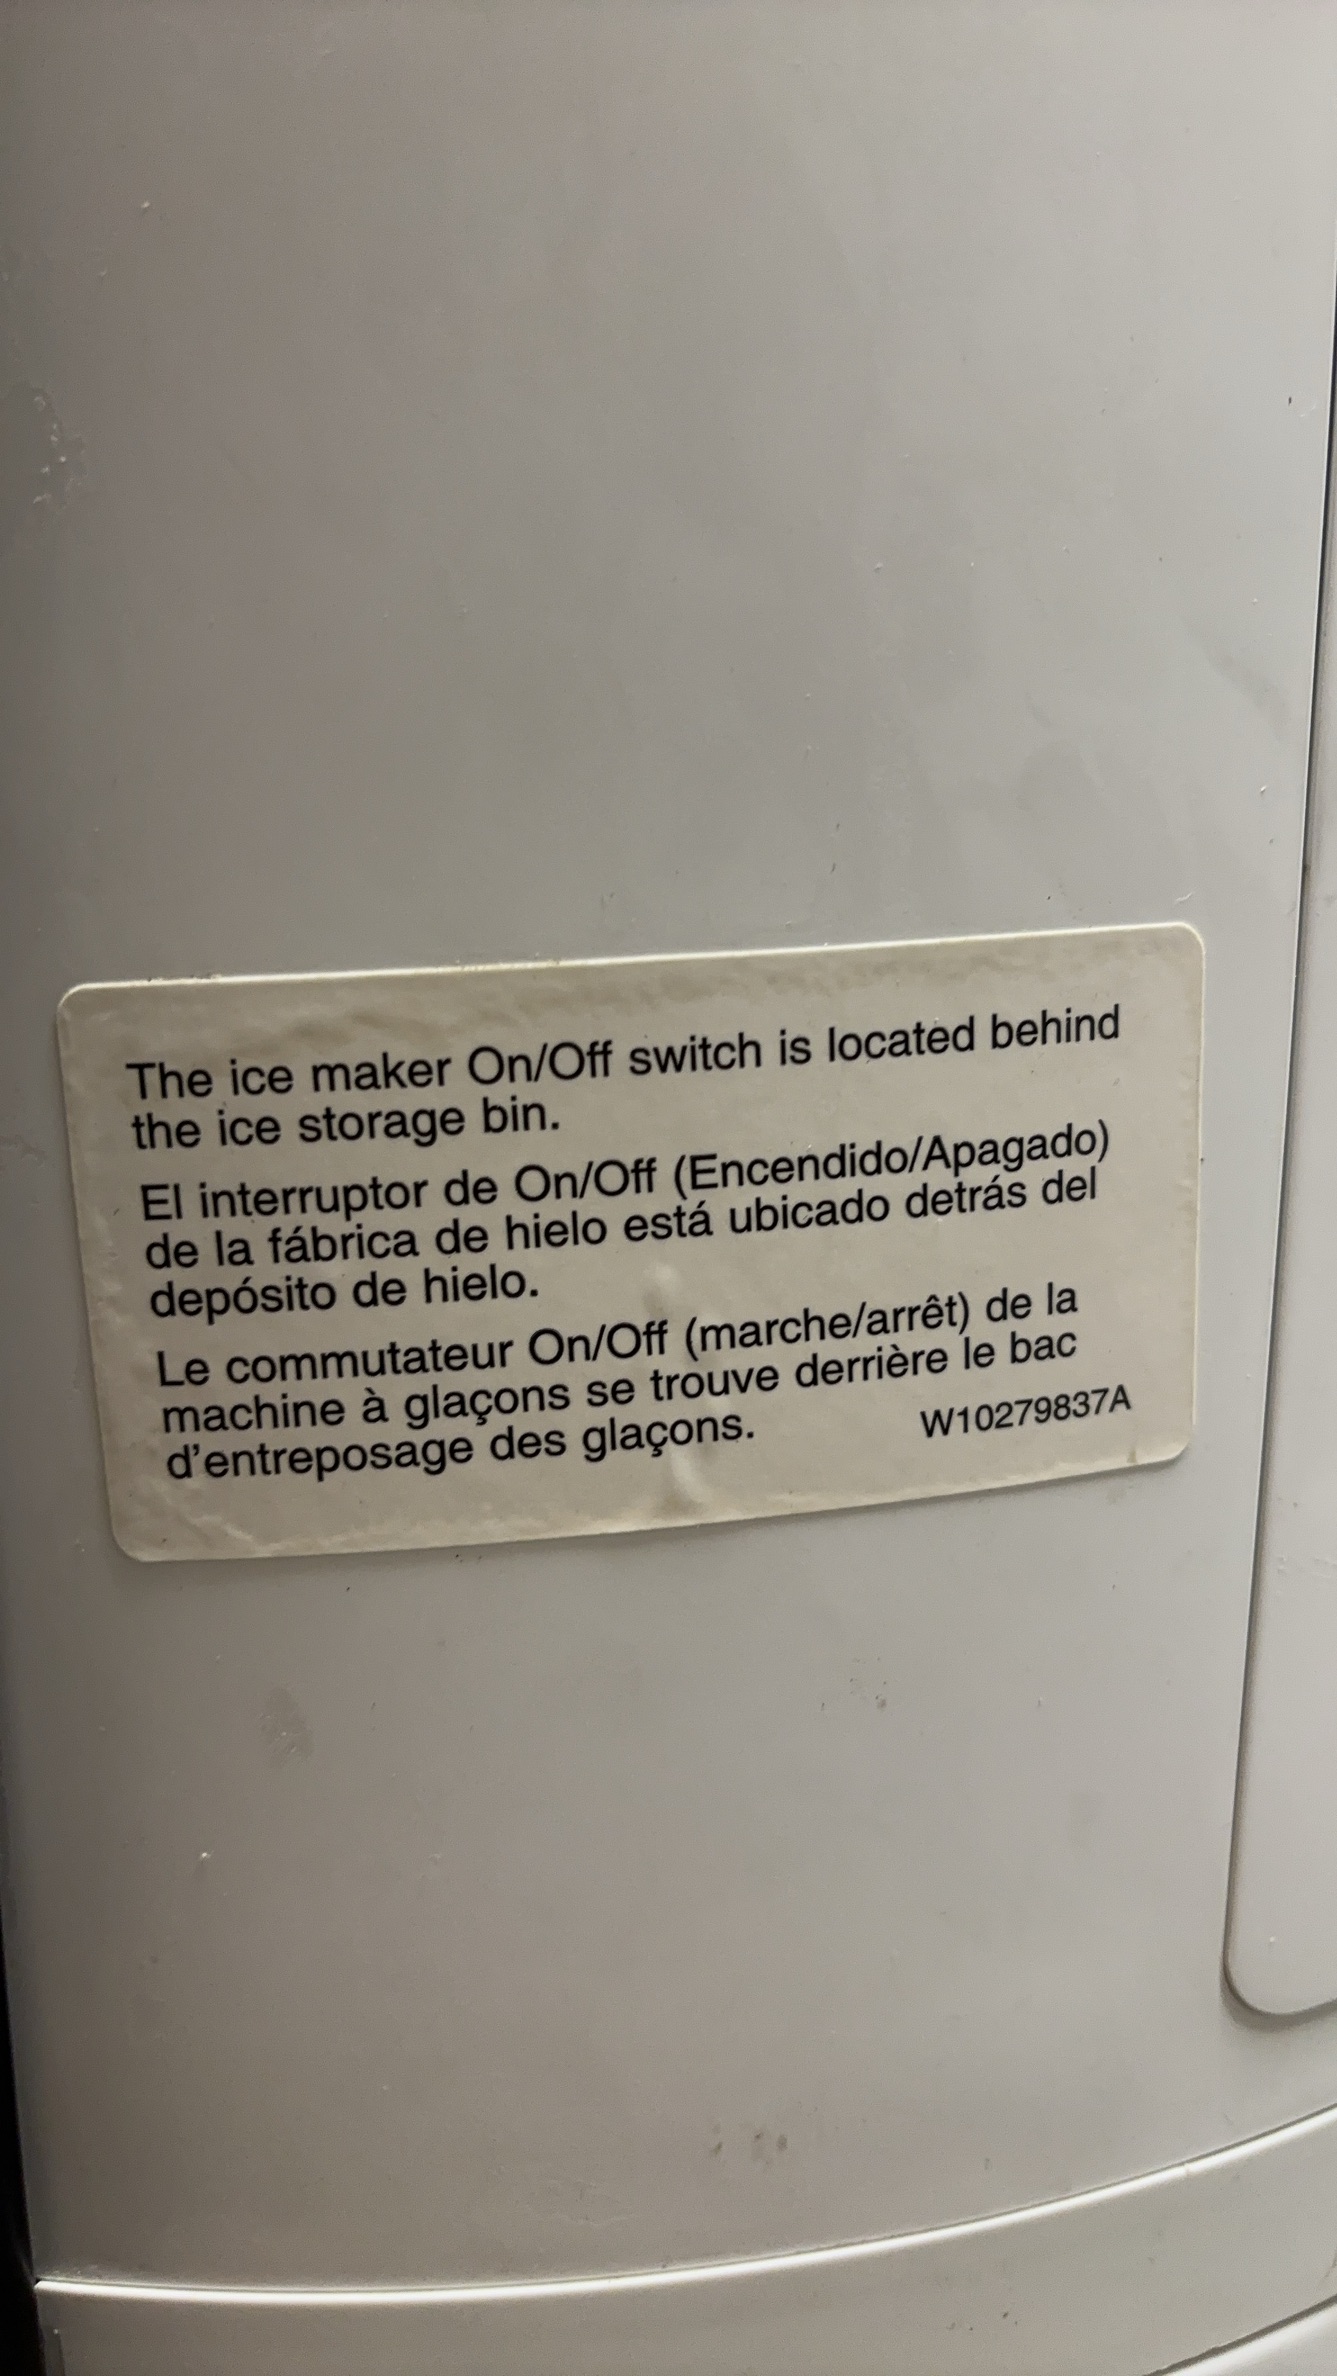 The ice maker On/Off switch is located behind
the ice storage bin.
El interruptor de On/Off (Encendido/Apagado)
de la fábrica de hielo está ubicado detrás del
depósito de hielo.
Le commutateur On/Off (marche/arrêt) de la
machine à glaçons se trouve derrière le bac
d'entreposage des glaçons.
W10279837A